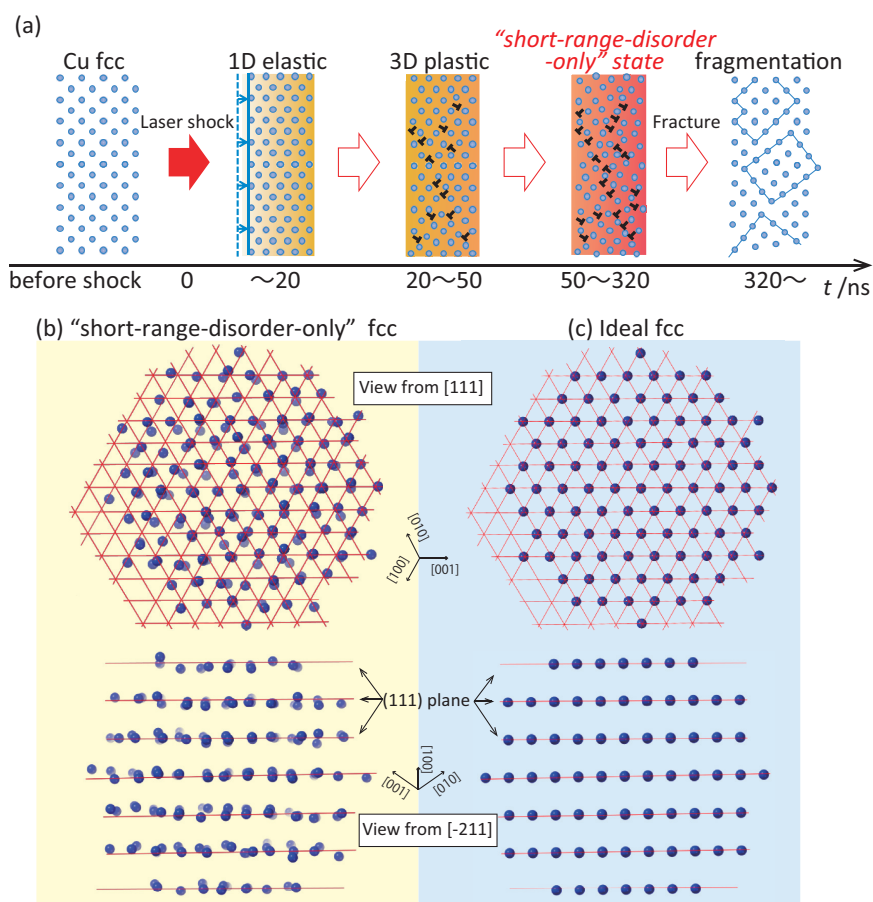 (a)
"short-range-disorder
-only" state
Cu fcc
1D elastic
3D plastic
fragmentation
Laser shock
Fracture
before shock
0
~20
20~50
50~320
320~
t /ns
(b) "short-range-disorder-only" fcc
(c) Ideal fcc
View from [111]
[010]
[100]
[001]
(111) plane
[001]
[100]
[010]
View from [-211]